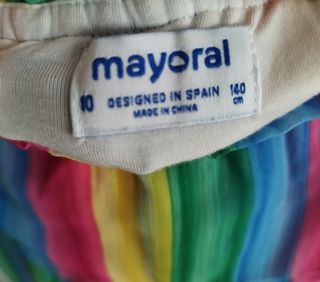 mayoral
10 DESIGNED IN SPAIN 140
MADE IN CHINA cm